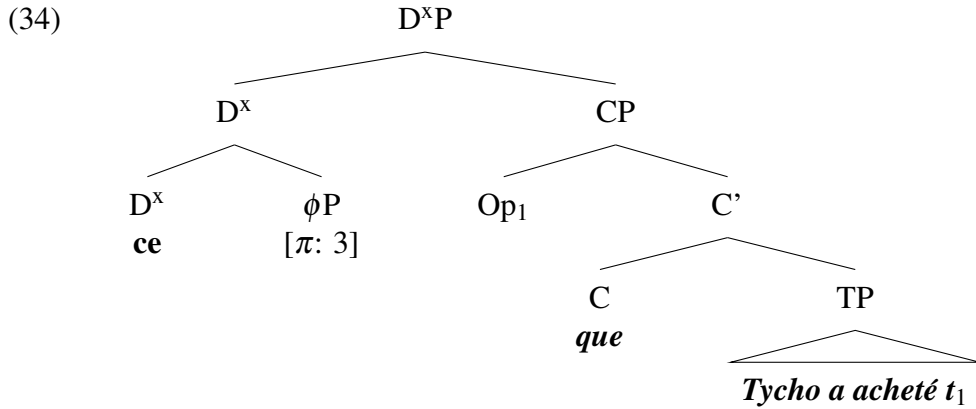 (34) DˣP
Dˣ CP
Dˣ ϕP Op₁ C’
ce [π: 3] C TP
que
Tycho a acheté t₁